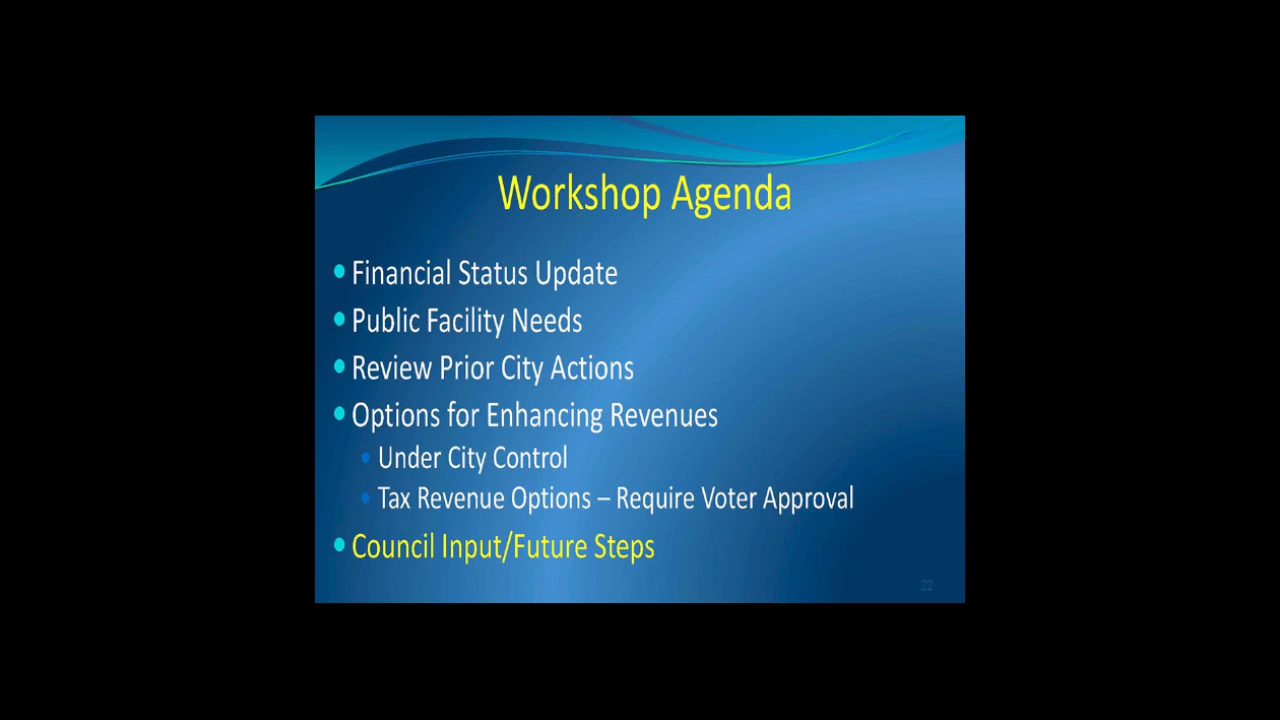 Workshop Agenda
• Financial Status Update
• Public Facility Needs
• Review Prior City Actions
• Options for Enhancing Revenues
• Under City Control
• Tax Revenue Options – Require Voter Approval
• Council Input/Future Steps
22